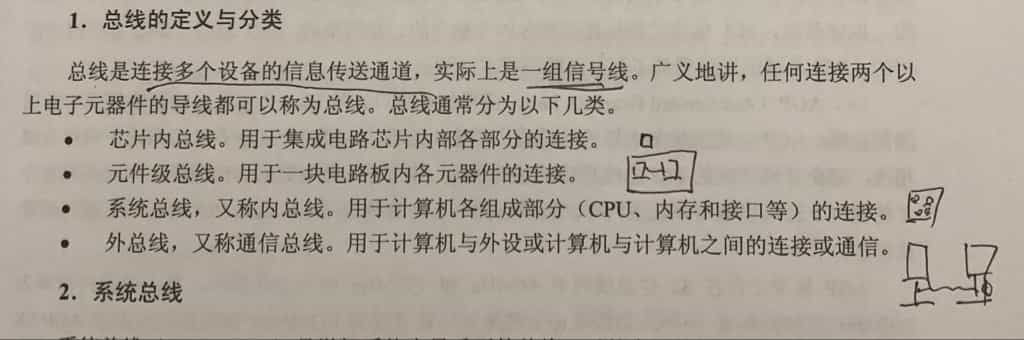 1. 总线的定义与分类
总线是连接多个设备的信息传送通道，实际上是一组信号线。广义地讲，任何连接两个以
上电子元器件的导线都可以称为总线。总线通常分为以下几类。
• 芯片内总线。用于集成电路芯片内部各部分的连接。
• 元件级总线。用于一块电路板内各元器件的连接。
• 系统总线，又称内总线。用于计算机各组成部分（CPU、内存和接口等）的连接。
• 外总线，又称通信总线。用于计算机与外设或计算机与计算机之间的连接或通信。
2. 系统总线